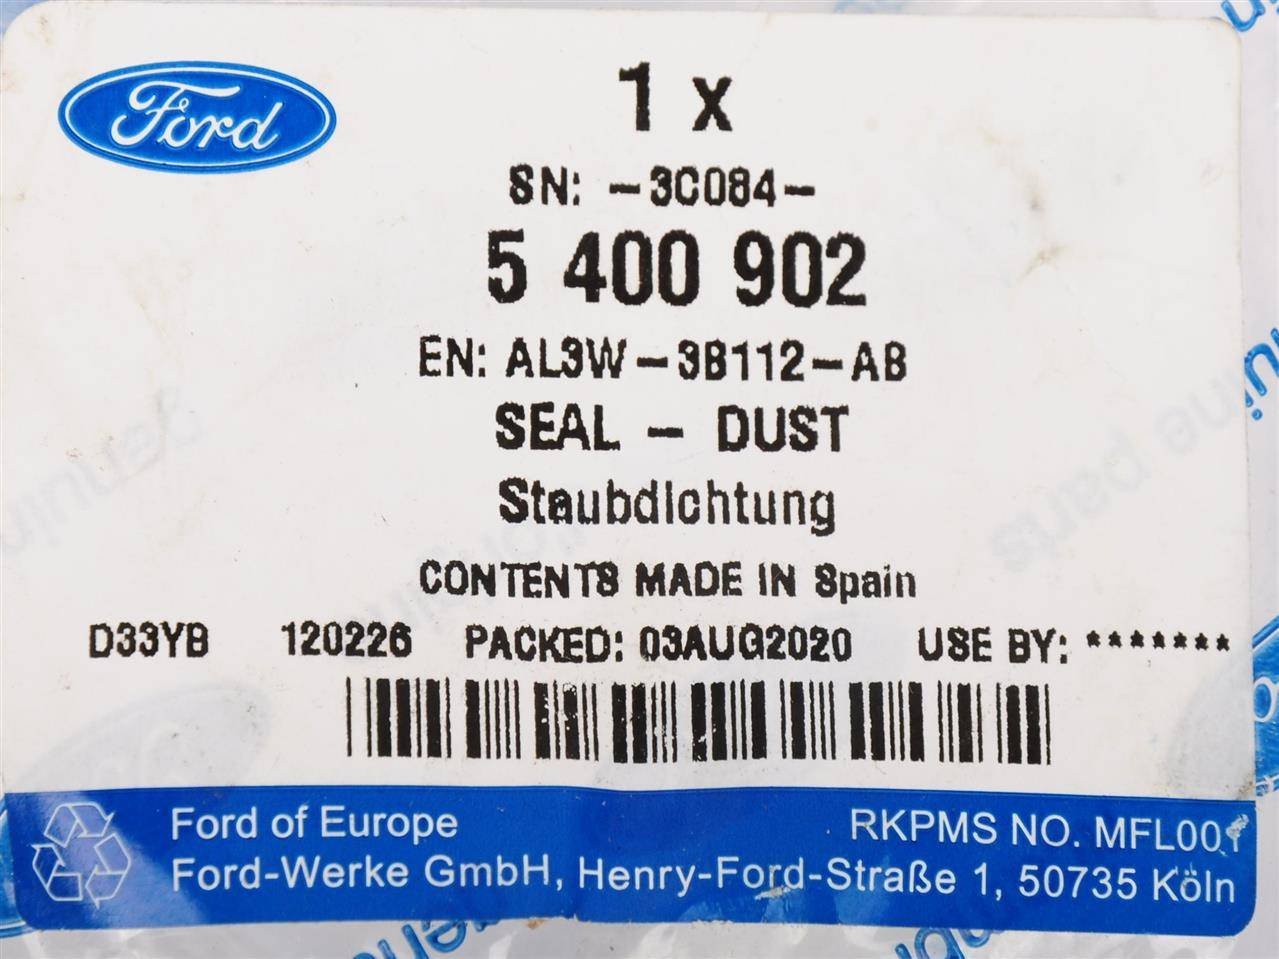 Ford
1 x
SN: -3C084-
5 400 902
EN: AL3W-3B112-AB
SEAL - DUST
Staubdichtung
CONTENTS MADE IN Spain
D33YB 120226 PACKED: 03AUG2020 USE BY: *******
Ford of Europe
RKPMS NO. MFL001
Ford-Werke GmbH, Henry-Ford-Straße 1, 50735 Köln